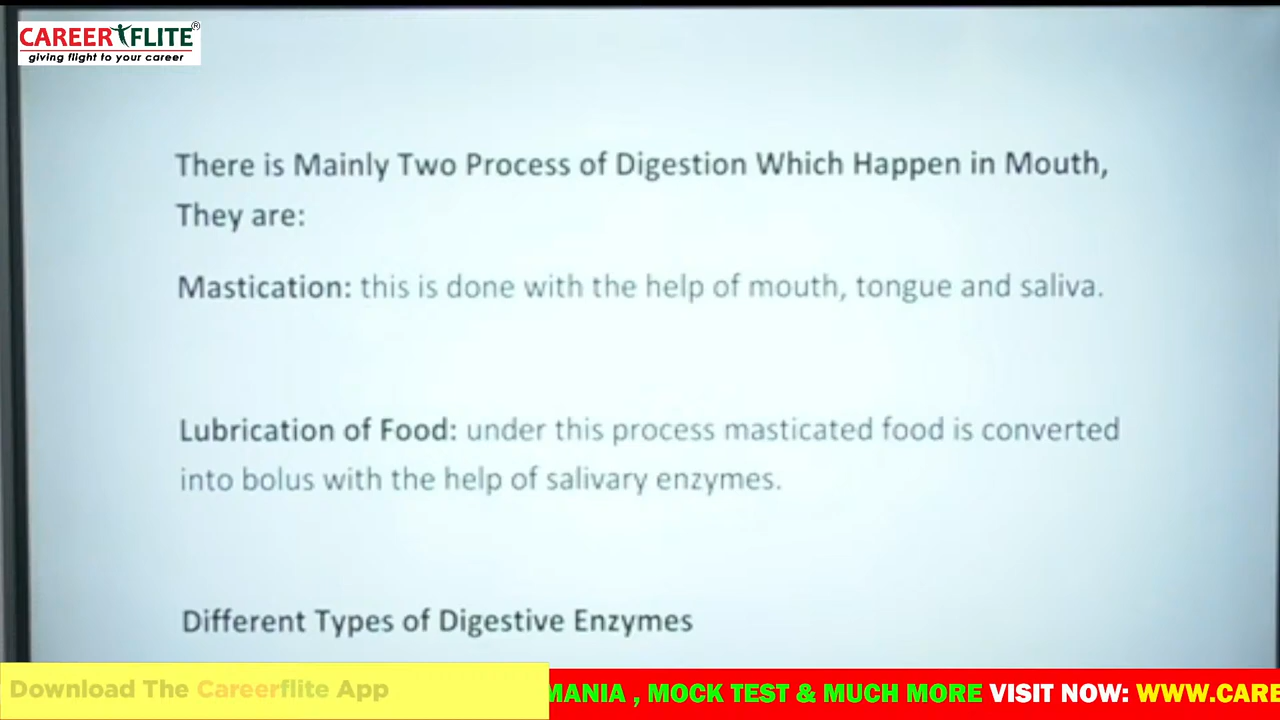 CAREER FLITE®
giving flight to your career
There is Mainly Two Process of Digestion Which Happen in Mouth,
They are:
Mastication: this is done with the help of mouth, tongue and saliva.
Lubrication of Food: under this process masticated food is converted
into bolus with the help of salivary enzymes.
Different Types of Digestive Enzymes
Download The Careerflite App
MANIA , MOCK TEST & MUCH MORE VISIT NOW: WWW.CARE